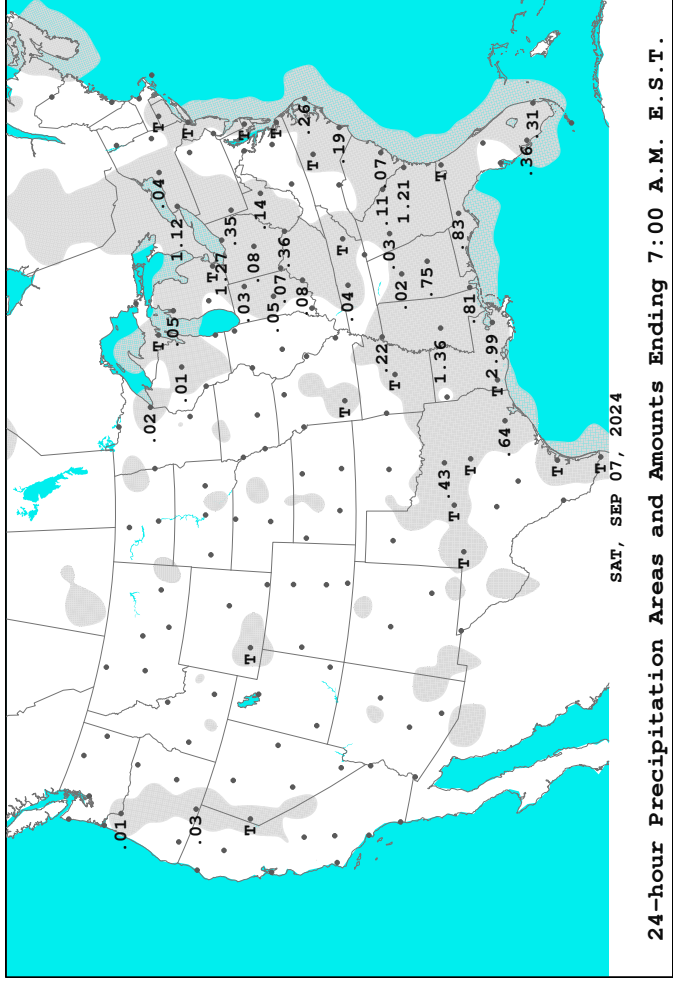 .01
.02 T .04 T
.05
1.12
.01 T
.03
T
1.27
.35
.03 T
T T .08 .14
.05 T
.07 .36
.08 .26
T
.19
T T .04
.22 .11 .07
.03
T .02 1.21
.75
1.36 T
.43
T .83
T T .81
2.99
T .64
.36 .31
T
T
SAT, SEP 07, 2024
24-hour Precipitation Areas and Amounts Ending 7:00 A.M. E.S.T.